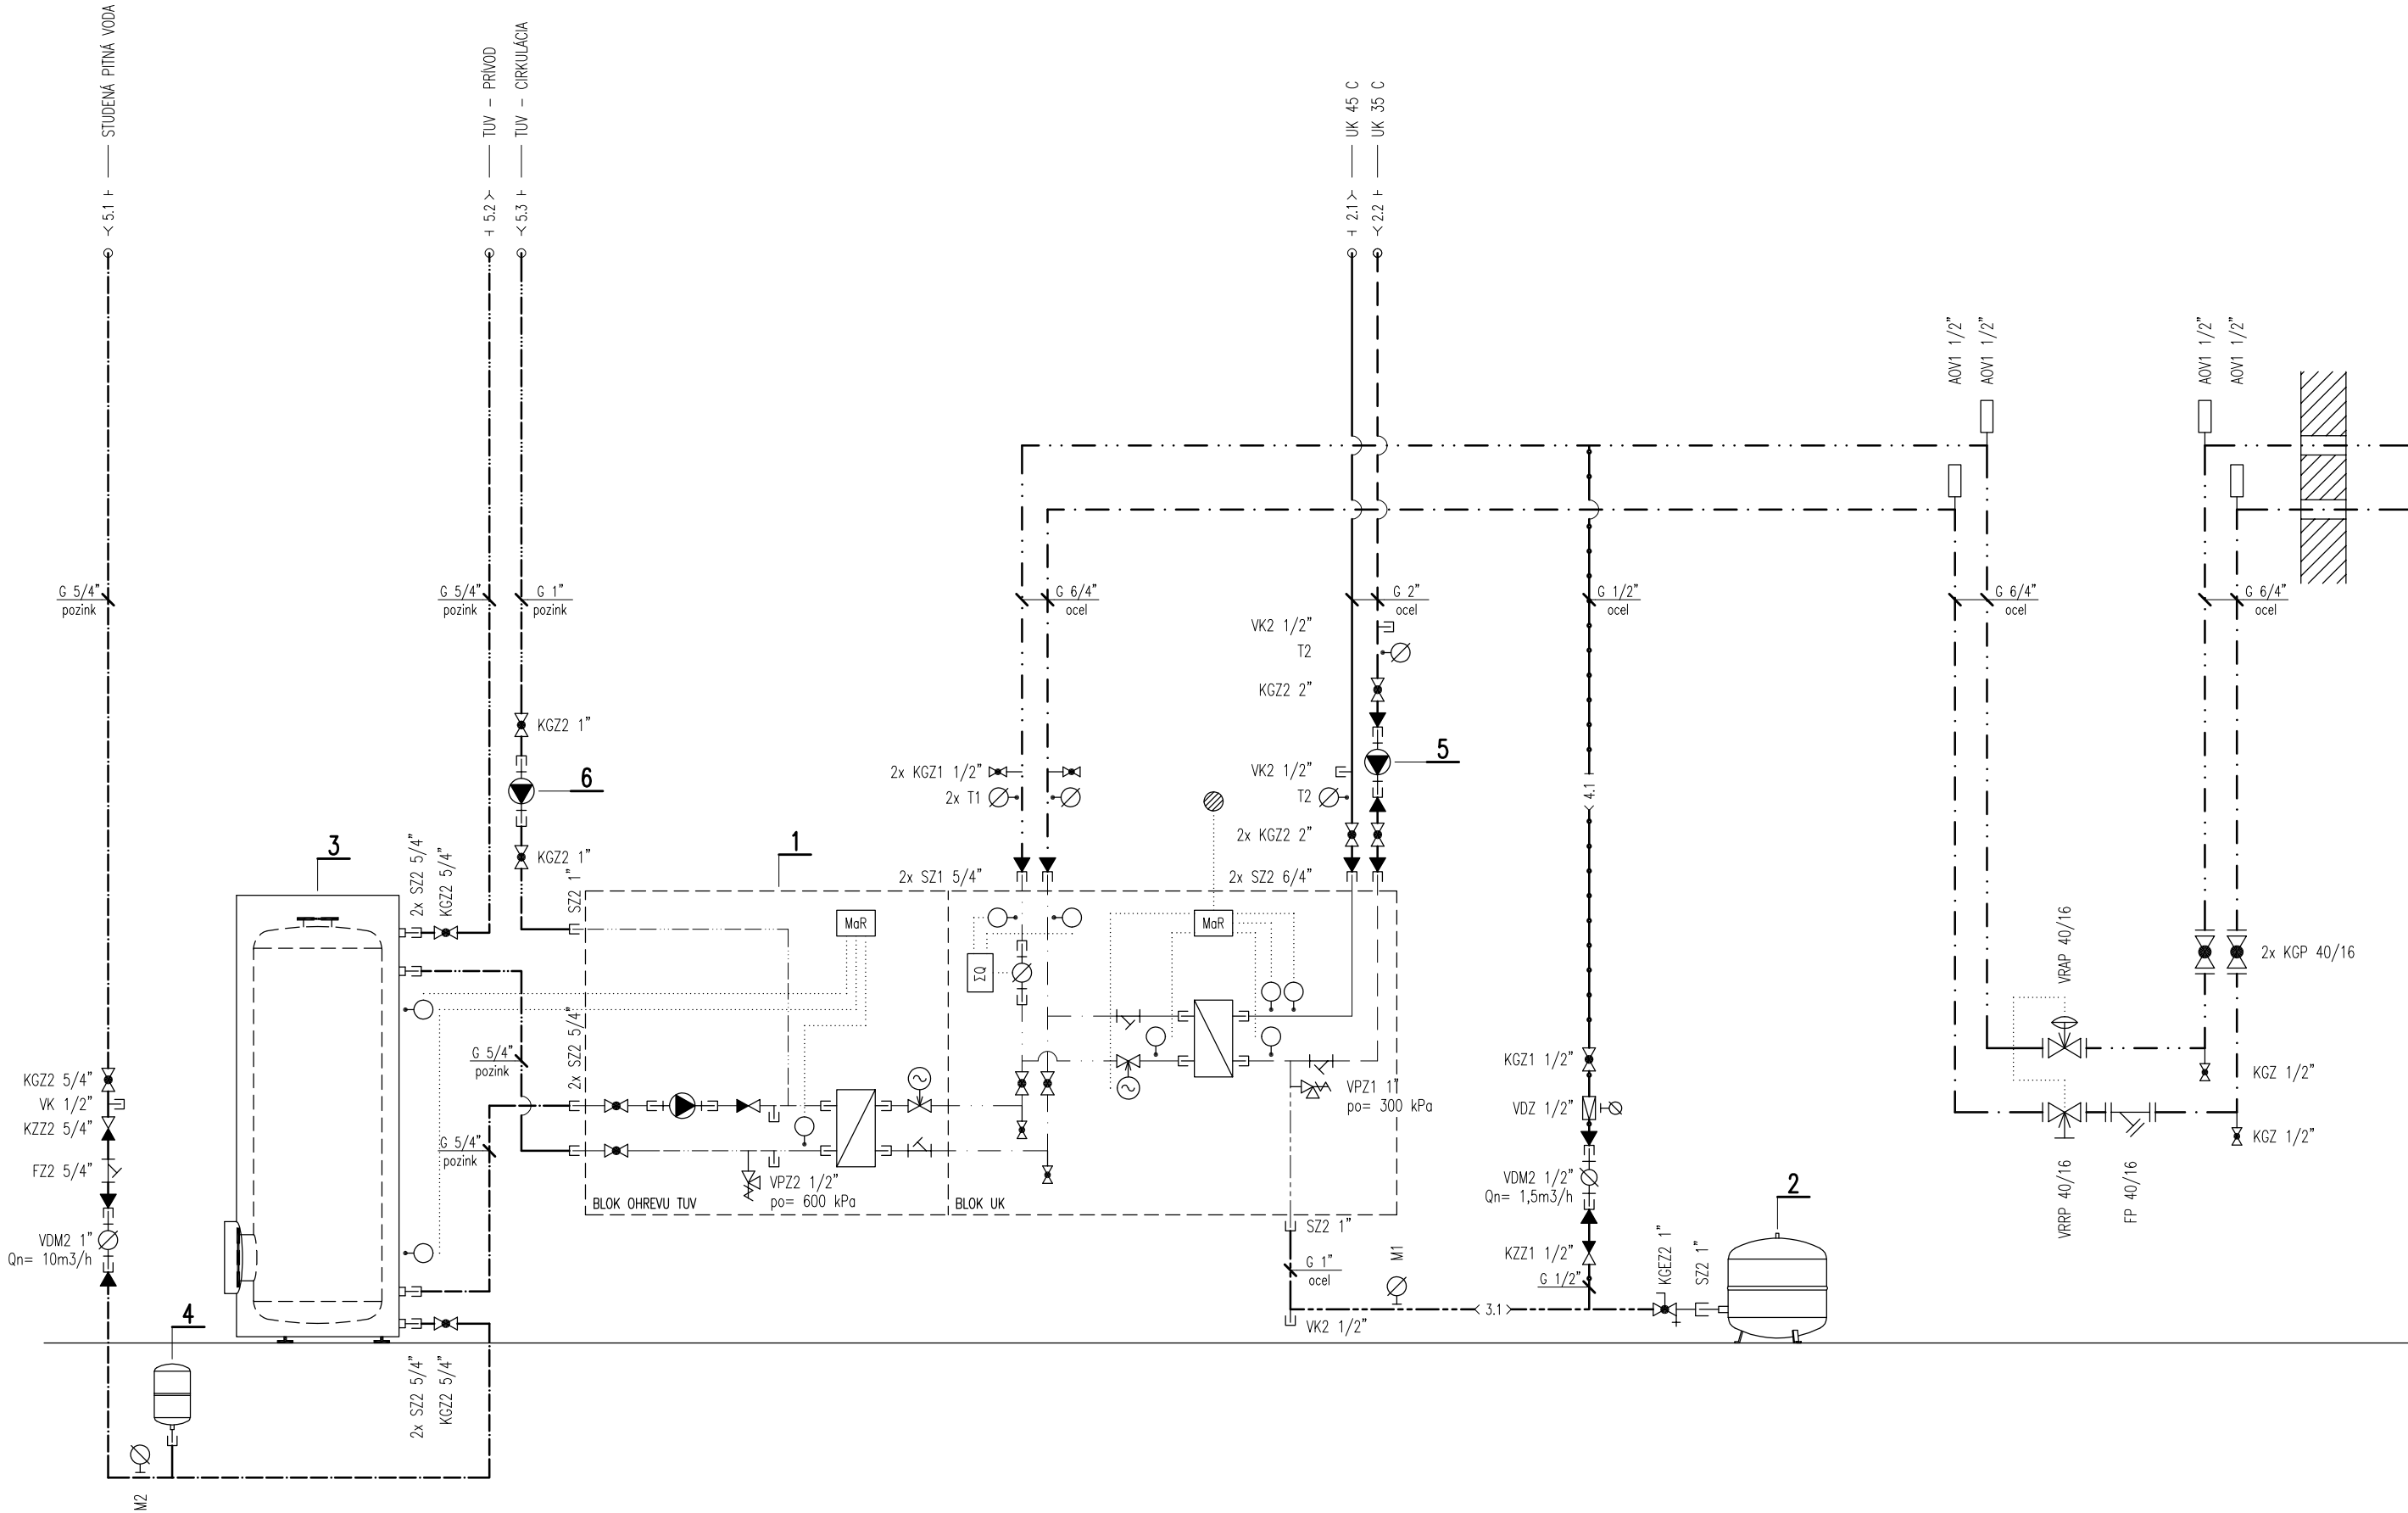 STUDENÁ PITNÁ VODA
5.1
TUV - PRÍVOD
5.2
TUV - CIRKULÁCIA
5.3
UK 45 C
2.1
UK 35 C
2.2
AOV1 1/2"
AOV1 1/2"
AOV1 1/2"
AOV1 1/2"
G 5/4"
pozink
G 5/4"
pozink
G 1"
pozink
G 6/4"
ocel
G 2"
ocel
G 1/2"
ocel
G 6/4"
ocel
G 6/4"
ocel
VK2 1/2"
T2
KGZ2 2"
KGZ2 1"
6
KGZ2 1"
2x KGZ1 1/2"
2x T1
VK2 1/2"
T2
2x KGZ2 2"
5
4.1
3
2x SZ2 5/4"
KGZ2 5/4"
SZ2 1"
1
2x SZ1 5/4"
2x SZ2 6/4"
MaR
MaR
ΣQ
VRAP 40/16
2x KGP 40/16
2x SZ2 5/4"
G 5/4"
pozink
G 5/4"
pozink
KGZ2 5/4"
VK 1/2"
KZZ2 5/4"
FZ2 5/4"
VDM2 1"
Qn= 10m3/h
VPZ1 1"
po= 300 kPa
KGZ1 1/2"
VDZ 1/2"
VDM2 1/2"
Qn= 1,5m3/h
KZZ1 1/2"
G 1/2"
KGZ 1/2"
KGZ 1/2"
VRRP 40/16
FP 40/16
VPZ2 1/2"
po= 600 kPa
BLOK OHREVU TUV
BLOK UK
SZ2 1"
G 1"
ocel
M1
3.1
VK2 1/2"
KGEZ2 1"
SZ2 1"
2
4
2x SZ2 5/4"
KGZ2 5/4"
M2